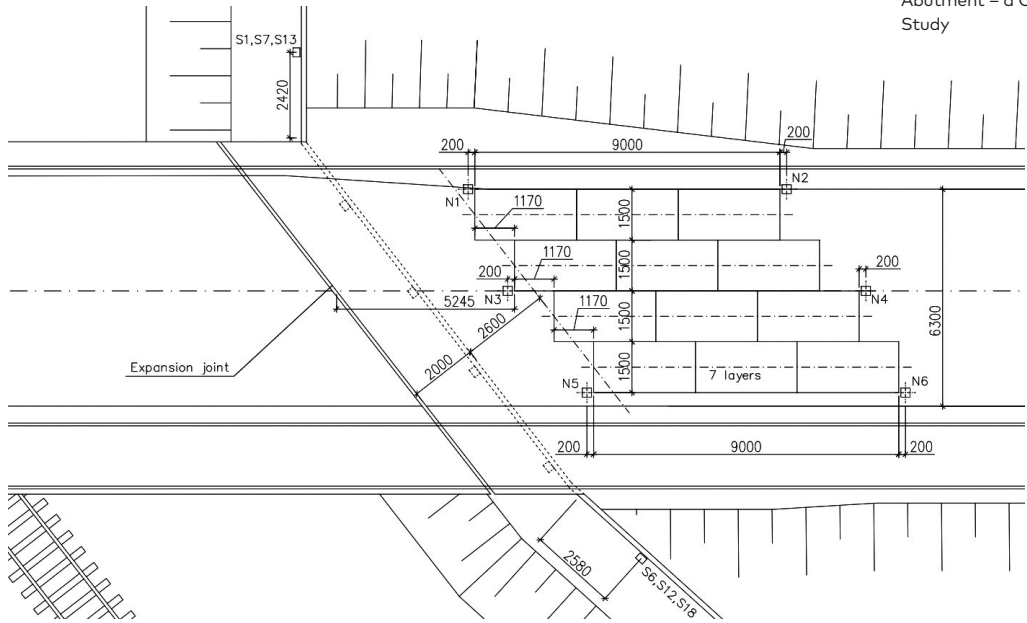 Abutment – a C
Study
S1,S7,S13
2420
200
9000
200
N1
N2
1170
1500
200
1170
1500
200
N3
N4
5245
2600
1170
1500
6300
2000
Expansion joint
1500
7 layers
N5
N6
200
9000
200
2580
S6,S12,S18